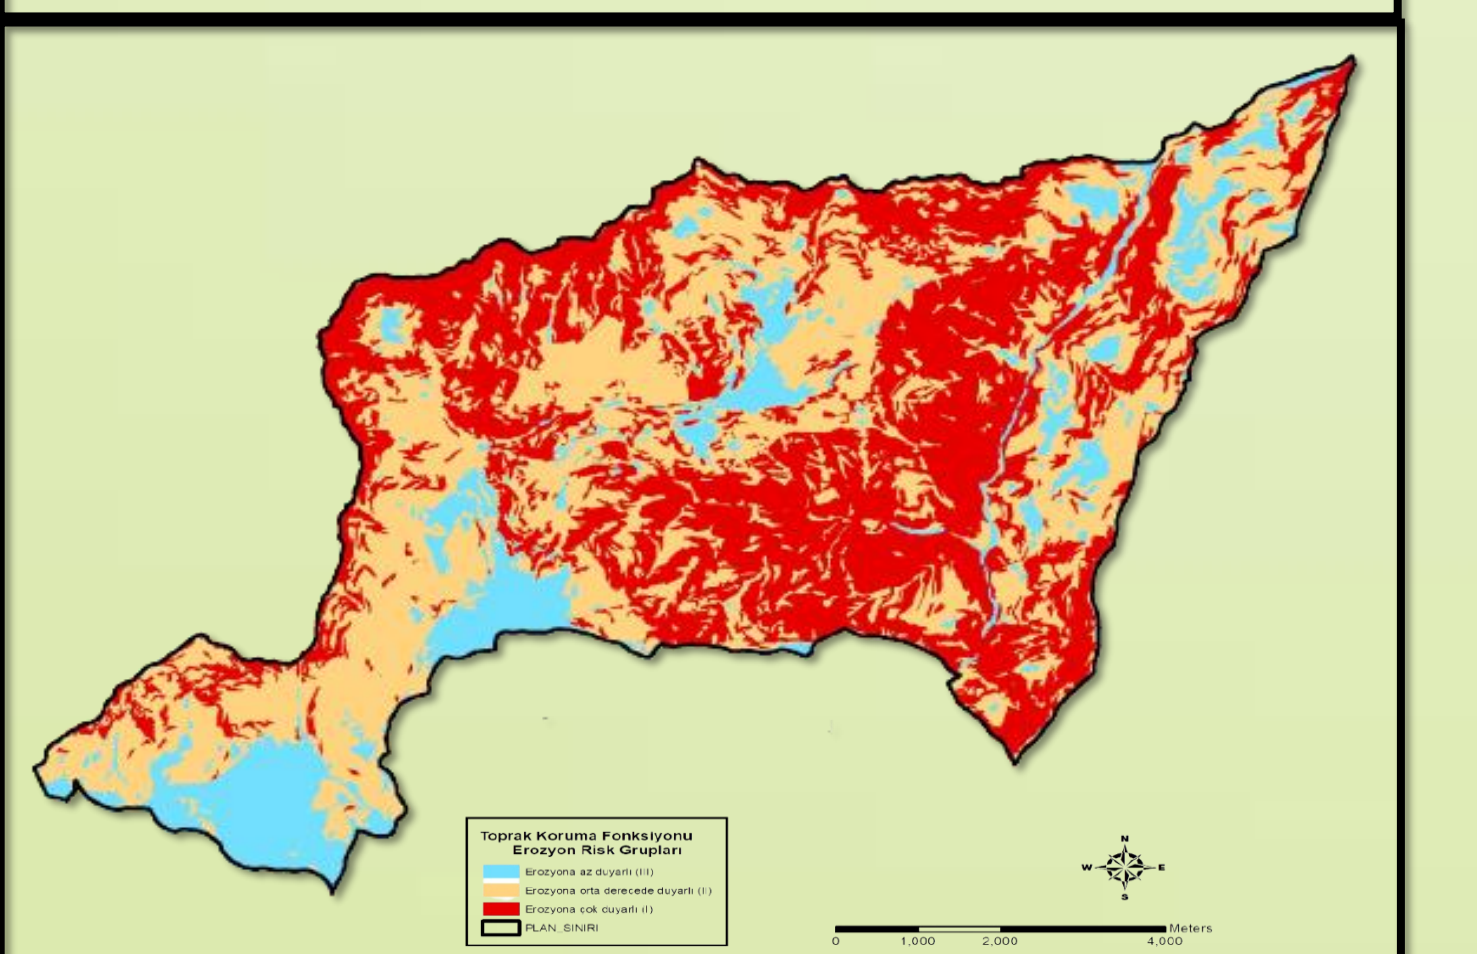 Toprak Koruma Fonksiyonu
Erozyon Risk Grupları
Erozyona az duyarlı (III)
Erozyona orta derecede duyarlı (II)
Erozyona çok duyarlı (I)
PLAN_SINIRI
N
W E
S
Meters
0 1,000 2,000 4,000